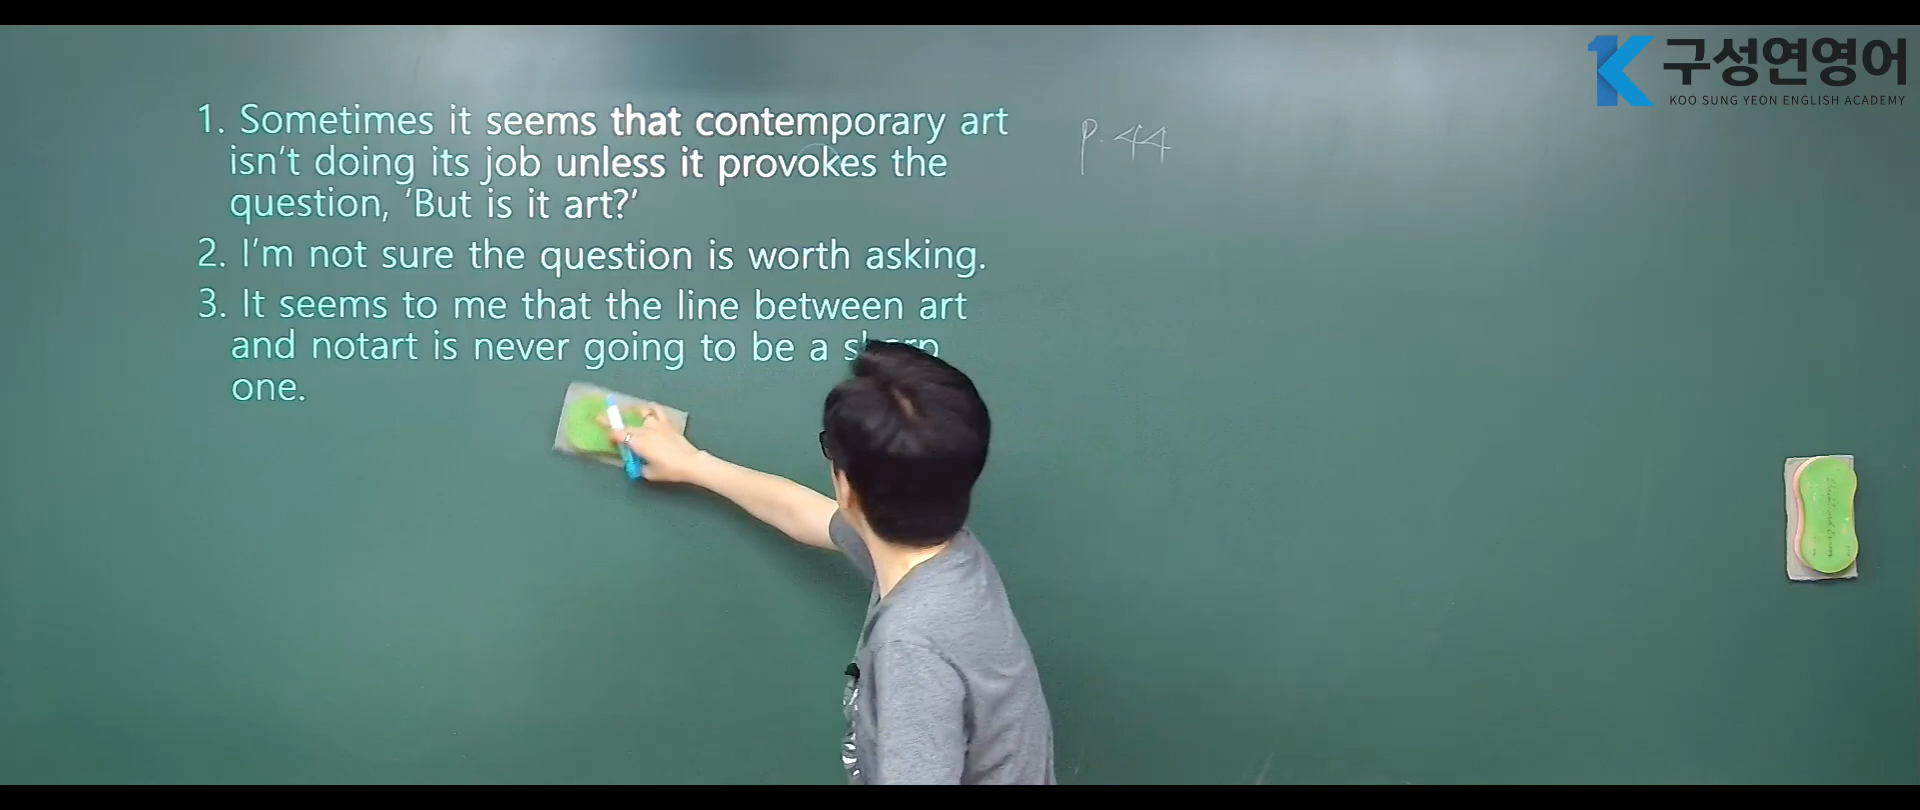 구성연영어
KOO SUNG YEON ENGLISH ACADEMY
1. Sometimes it seems that contemporary art
isn't doing its job unless it provokes the
question, 'But is it art?'
p.44
2. I'm not sure the question is worth asking.
3. It seems to me that the line between art
and notart is never going to be a sharp
one.